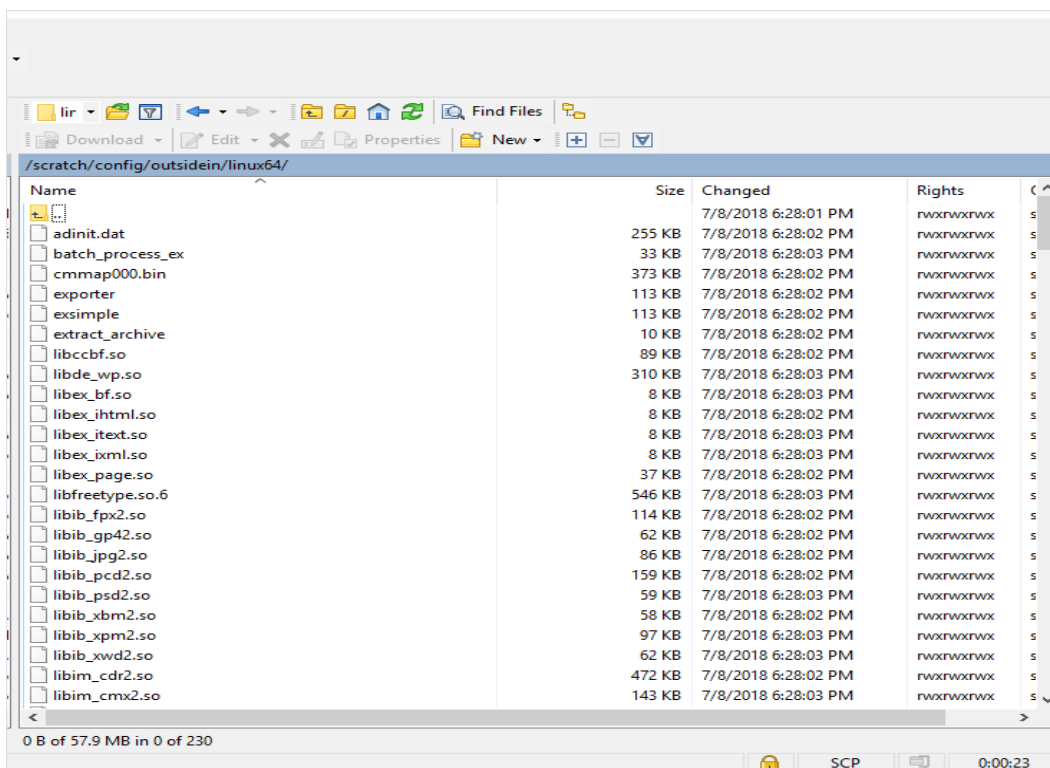 lir
Find Files
Download Edit Properties New
/scratch/config/outsidein/linux64/
Name Size Changed Rights
.. 7/8/2018 6:28:01 PM rwxrwxrwx s
adinit.dat 255 KB 7/8/2018 6:28:02 PM rwxrwxrwx s
batch_process_ex 33 KB 7/8/2018 6:28:03 PM rwxrwxrwx s
cmmap000.bin 373 KB 7/8/2018 6:28:02 PM rwxrwxrwx s
exporter 113 KB 7/8/2018 6:28:02 PM rwxrwxrwx s
exsimple 113 KB 7/8/2018 6:28:02 PM rwxrwxrwx s
extract_archive 10 KB 7/8/2018 6:28:02 PM rwxrwxrwx s
libccbf.so 89 KB 7/8/2018 6:28:02 PM rwxrwxrwx s
libde_wp.so 310 KB 7/8/2018 6:28:03 PM rwxrwxrwx s
libex_bf.so 8 KB 7/8/2018 6:28:03 PM rwxrwxrwx s
libex_ihtml.so 8 KB 7/8/2018 6:28:02 PM rwxrwxrwx s
libex_itext.so 8 KB 7/8/2018 6:28:03 PM rwxrwxrwx s
libex_ixml.so 8 KB 7/8/2018 6:28:03 PM rwxrwxrwx s
libex_page.so 37 KB 7/8/2018 6:28:02 PM rwxrwxrwx s
libfreetype.so.6 546 KB 7/8/2018 6:28:03 PM rwxrwxrwx s
libib_fpx2.so 114 KB 7/8/2018 6:28:02 PM rwxrwxrwx s
libib_gp42.so 62 KB 7/8/2018 6:28:02 PM rwxrwxrwx s
libib_jpg2.so 86 KB 7/8/2018 6:28:02 PM rwxrwxrwx s
libib_pcd2.so 159 KB 7/8/2018 6:28:02 PM rwxrwxrwx s
libib_psd2.so 59 KB 7/8/2018 6:28:03 PM rwxrwxrwx s
libib_xbm2.so 58 KB 7/8/2018 6:28:02 PM rwxrwxrwx s
libib_xpm2.so 97 KB 7/8/2018 6:28:03 PM rwxrwxrwx s
libib_xwd2.so 62 KB 7/8/2018 6:28:03 PM rwxrwxrwx s
libim_cdr2.so 472 KB 7/8/2018 6:28:02 PM rwxrwxrwx s
libim_cmx2.so 143 KB 7/8/2018 6:28:03 PM rwxrwxrwx s
0 B of 57.9 MB in 0 of 230
SCP 0:00:23